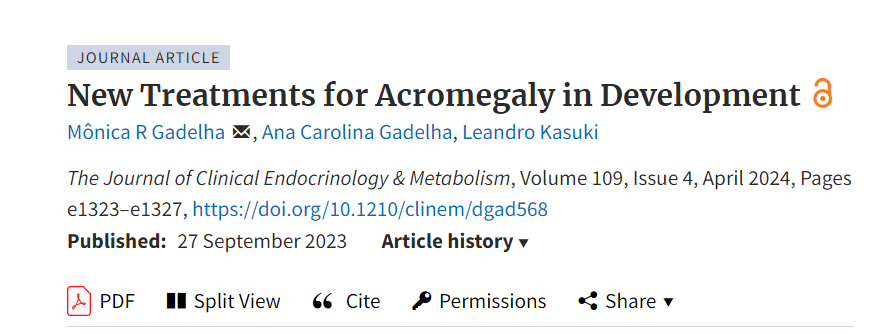 JOURNAL ARTICLE
New Treatments for Acromegaly in Development
Mônica R Gadelha, Ana Carolina Gadelha, Leandro Kasuki
The Journal of Clinical Endocrinology & Metabolism, Volume 109, Issue 4, April 2024, Pages
e1323–e1327, https://doi.org/10.1210/clinem/dgad568
Published: 27 September 2023 Article history ▼
PDF Split View Cite Permissions Share ▼